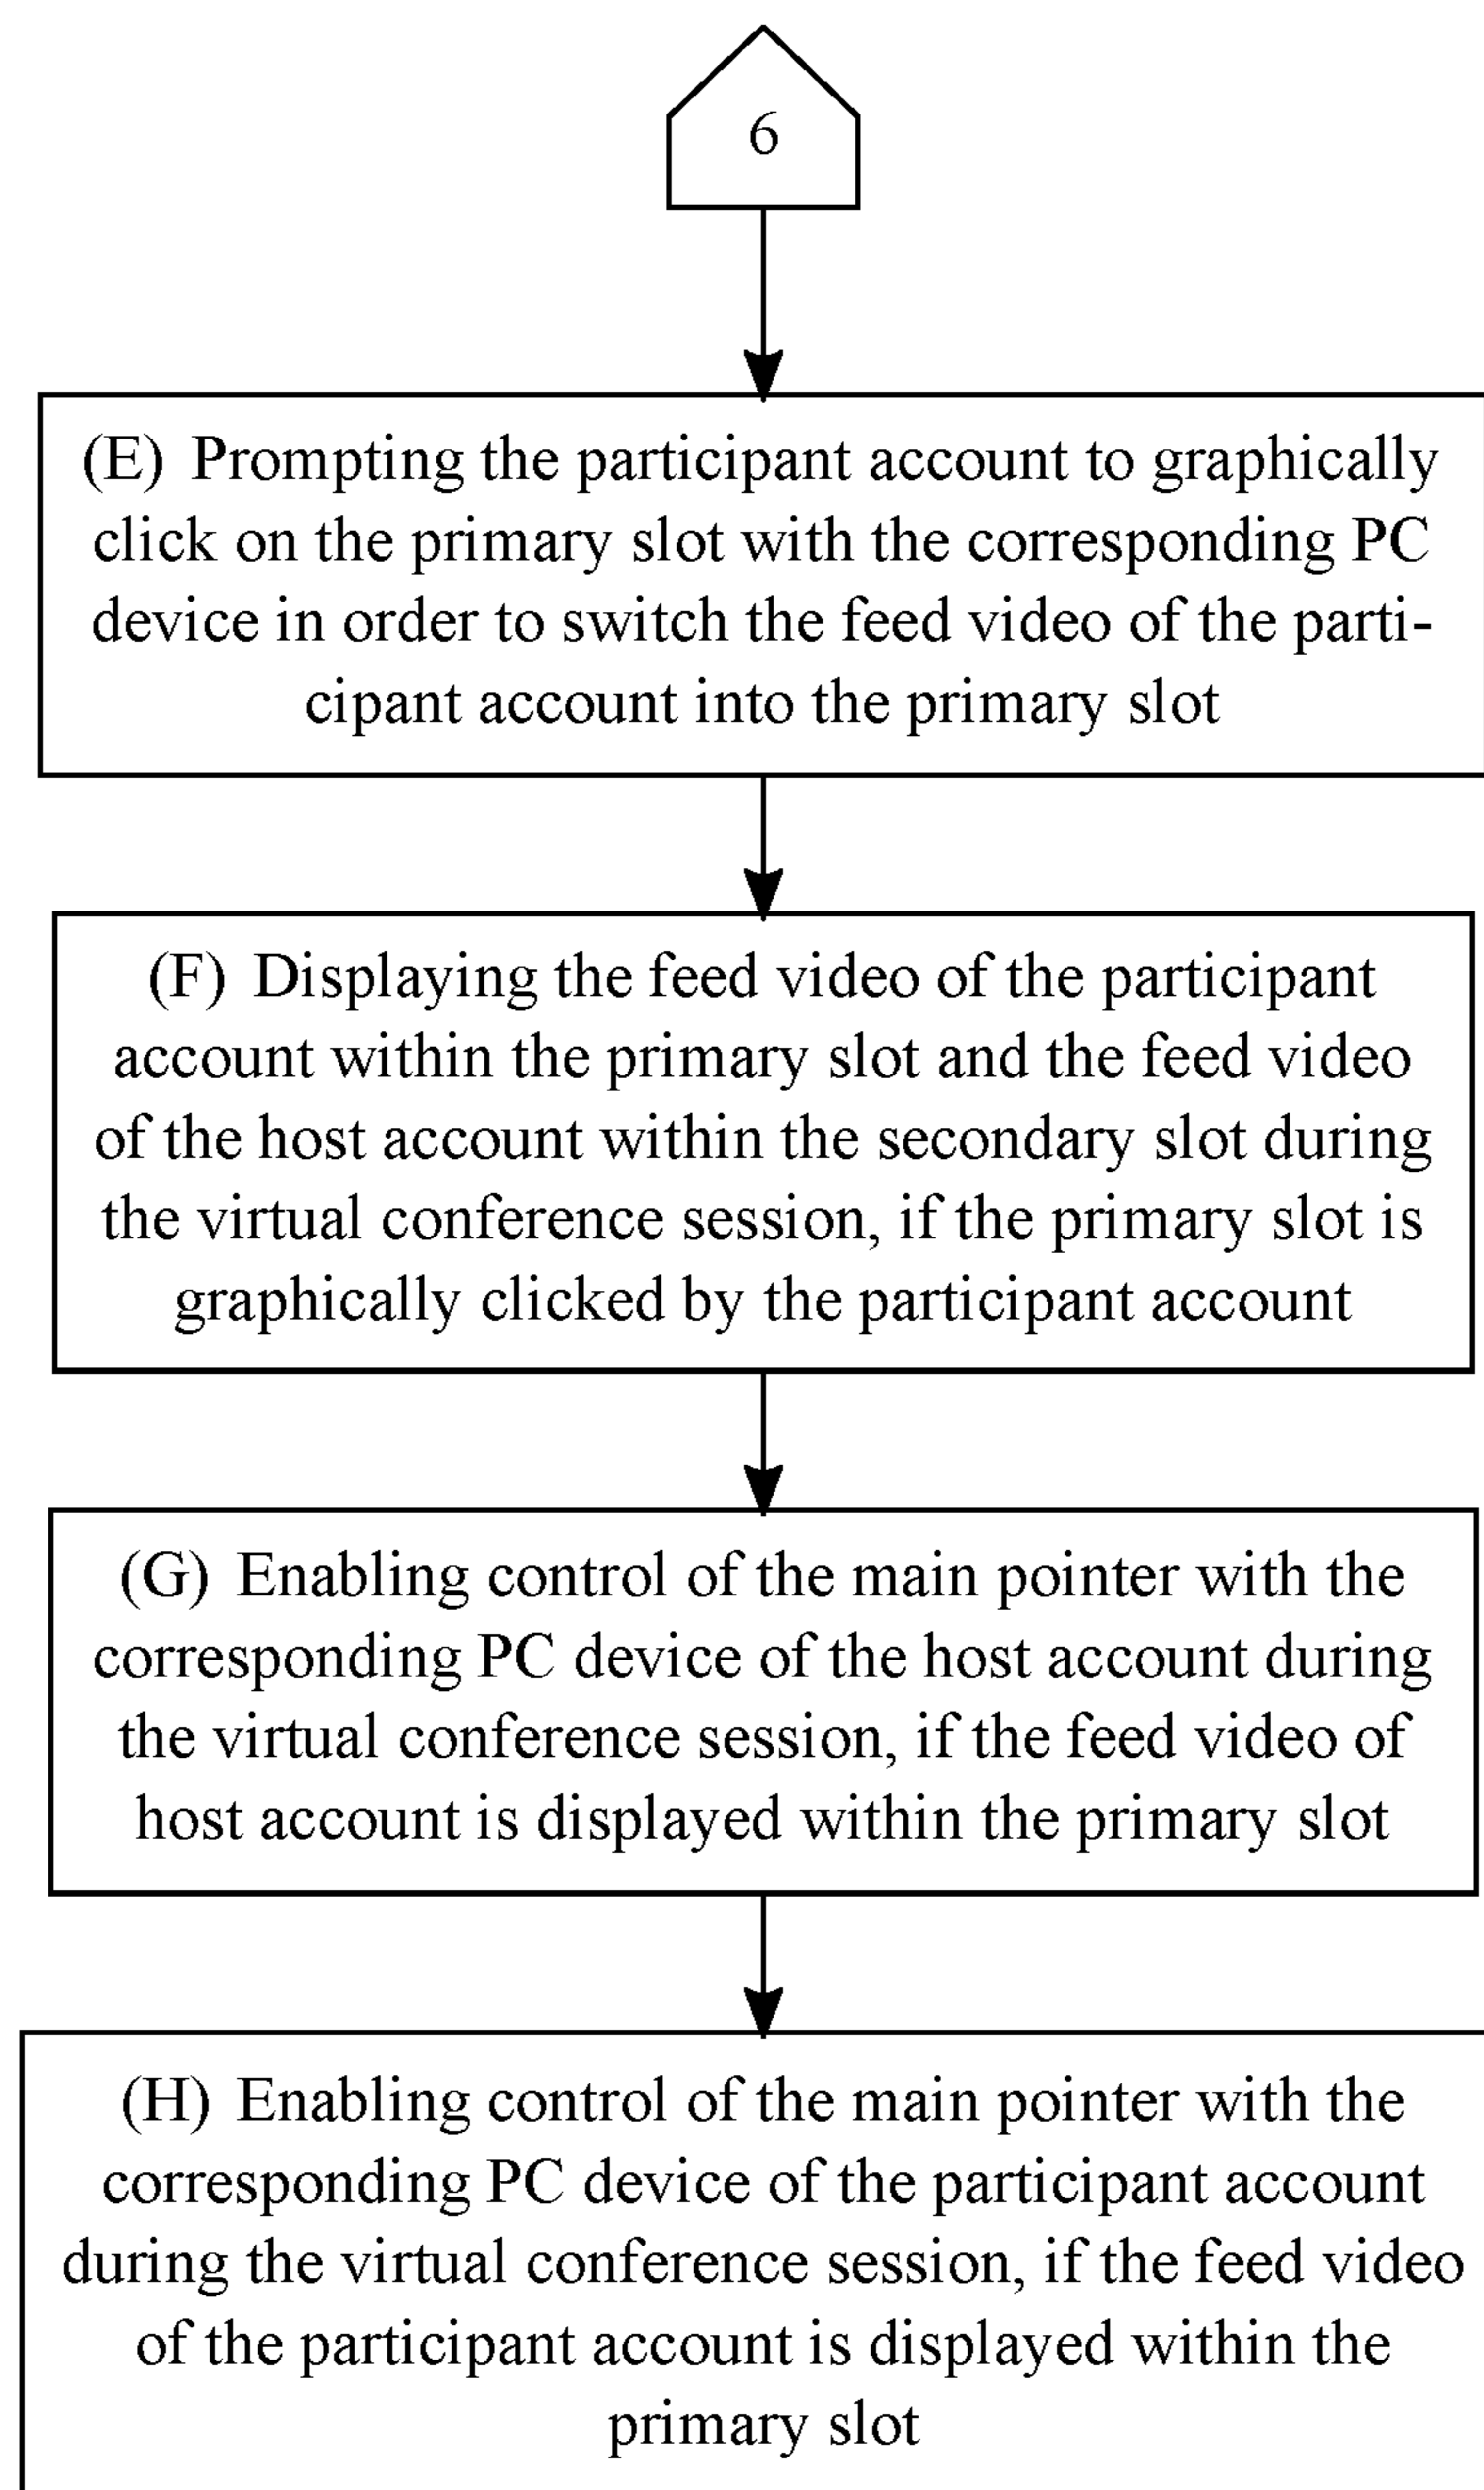 6
(E) Prompting the participant account to graphically
click on the primary slot with the corresponding PC
device in order to switch the feed video of the parti-
cipant account into the primary slot
(F) Displaying the feed video of the participant
account within the primary slot and the feed video
of the host account within the secondary slot during
the virtual conference session, if the primary slot is
graphically clicked by the participant account
(G) Enabling control of the main pointer with the
corresponding PC device of the host account during
the virtual conference session, if the feed video of
host account is displayed within the primary slot
(H) Enabling control of the main pointer with the
corresponding PC device of the participant account
during the virtual conference session, if the feed video
of the participant account is displayed within the
primary slot